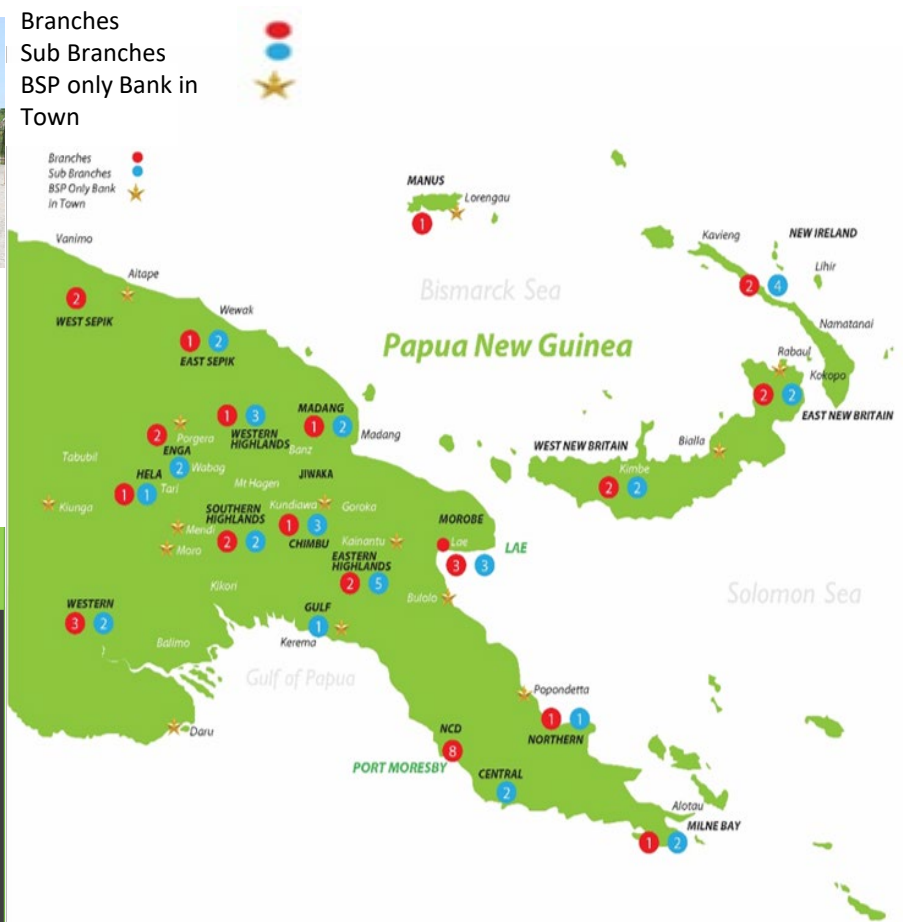 Branches
Sub Branches
BSP only Bank in
Town
Branches
Sub Branches
BSP Only Bank
in Town
MANUS
Lorengau
1
Vanimo
Kavieng
NEW IRELAND
Aitape
Lihir
2
WEST SEPIK
Bismarck Sea
2 4
Wewak
Namatanai
1 2
EAST SEPIK
Papua New Guinea
Rabaul
Kokopo
2 2
EAST NEW BRITAIN
1 3
WESTERN
HIGHLANDS
MADANG
1 2
Madang
2
Porgera
ENGA
2 Wabag
Banz
WEST NEW BRITAIN
Bialla
Tabubil
HELA
1 1
Tari
Mt Hagen
JIWAKA
Kimbe
2 2
Kiunga
SOUTHERN
HIGHLANDS
Kundiawa
Goroka
Mendi
2 2
1 3
CHIMBU
Moro
Kainantu
MOROBE
Lae
LAE
3 3
EASTERN
HIGHLANDS
2 5
Kikori
Bulolo
Solomon Sea
WESTERN
3 2
GULF
1
Balimo
Kerema
Gulf of Papua
Daru
Popondetta
1 1
NORTHERN
NCD
8
PORT MORESBY
CENTRAL
2
Alotau
MILNE BAY
1 2